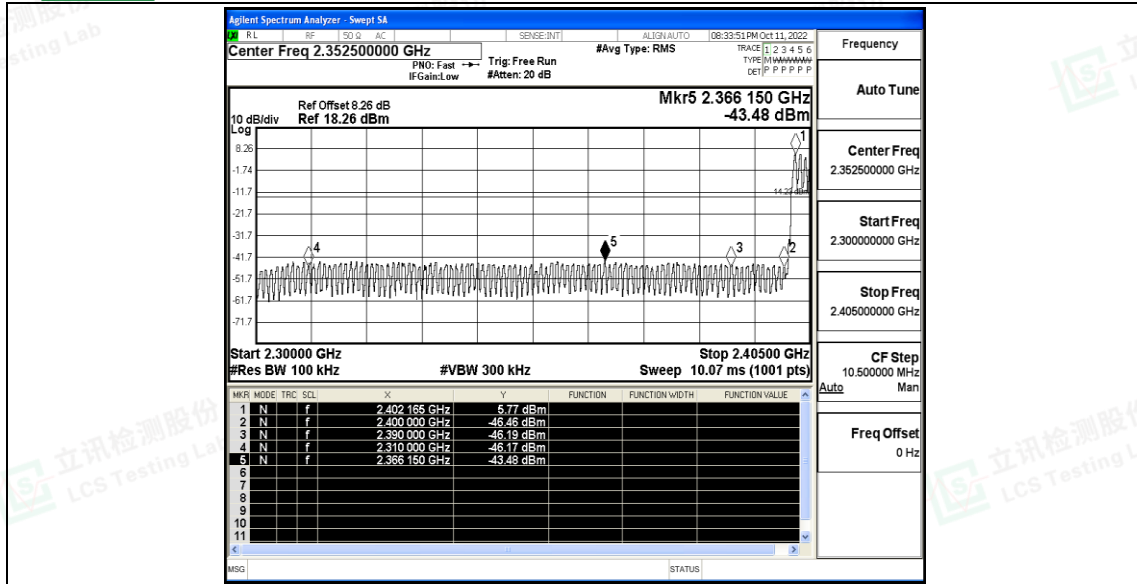 Agilent Spectrum Analyzer - Swept SA
RL RF 50 Ω AC SENSE:INT ALIGN AUTO 08:33:51 PM Oct 11, 2022
Center Freq 2.352500000 GHz
#Avg Type: RMS
TRACE 1 2 3 4 5 6
PNO: Fast
Trig: Free Run
TYPE M
IFGain:Low
#Atten: 20 dB
DET P P P P P P
Mkr5 2.366 150 GHz
-43.48 dBm
Ref Offset 8.26 dB
10 dB/div
Ref 18.26 dBm
Log
8.26
-1.74
-11.7
-21.7
-31.7
-41.7
-51.7
-61.7
-71.7
1
4
5
3
2
Start 2.30000 GHz
Stop 2.40500 GHz
#Res BW 100 kHz
#VBW 300 kHz
Sweep 10.07 ms (1001 pts)
MKR MODE TRC SCL X Y FUNCTION FUNCTION WIDTH FUNCTION VALUE
1 N f 2.402 165 GHz 5.77 dBm
2 N f 2.400 000 GHz -46.46 dBm
3 N f 2.390 000 GHz -46.19 dBm
4 N f 2.310 000 GHz -46.17 dBm
5 N f 2.366 150 GHz -43.48 dBm
6
7
8
9
10
11
MSG
STATUS
Frequency
Auto Tune
Center Freq
2.352500000 GHz
Start Freq
2.300000000 GHz
Stop Freq
2.405000000 GHz
CF Step
10.500000 MHz
Auto Man
Freq Offset
0 Hz
立讯检测股份
LCS Testing Lab
立讯检测股份
LCS Testing L